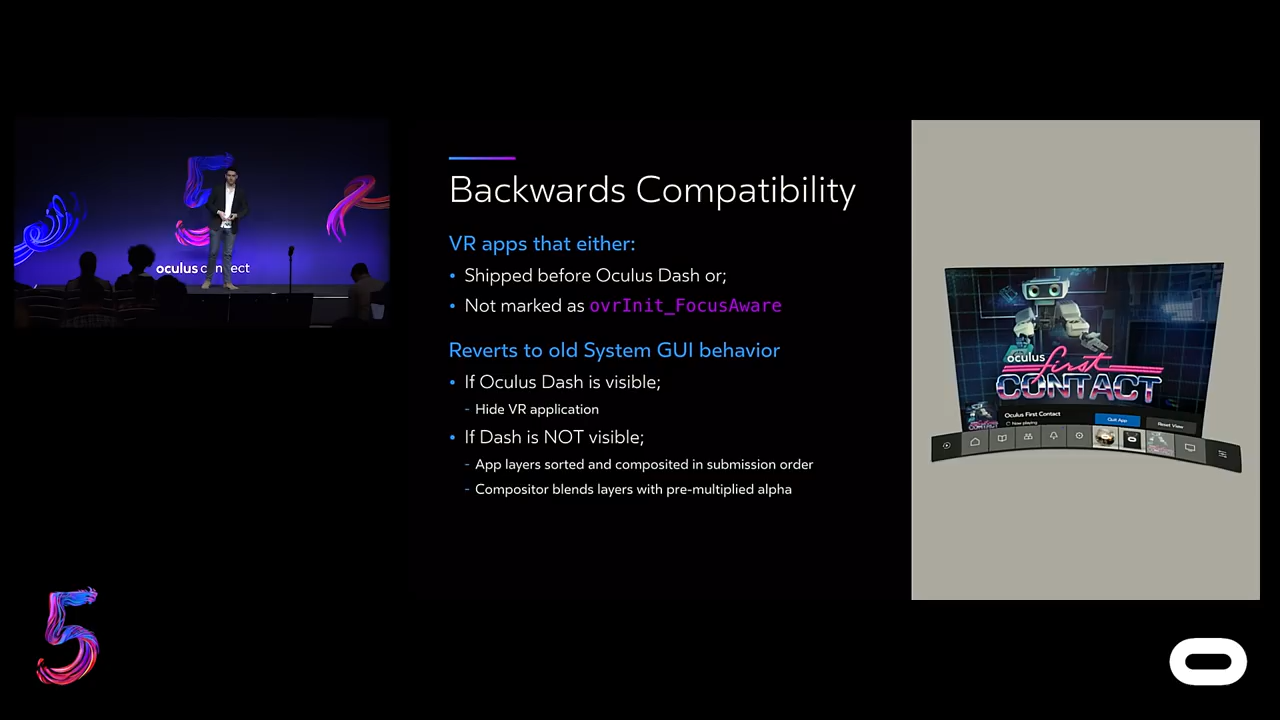 5
oculus connect
Backwards Compatibility
VR apps that either:
• Shipped before Oculus Dash or;
• Not marked as ovrInit_FocusAware
Reverts to old System GUI behavior
• If Oculus Dash is visible;
- Hide VR application
• If Dash is NOT visible;
- App layers sorted and composited in submission order
- Compositor blends layers with pre-multiplied alpha
oculus
first
CONTACT
Oculus First Contact
Now playing
Quit App
Reset View
5